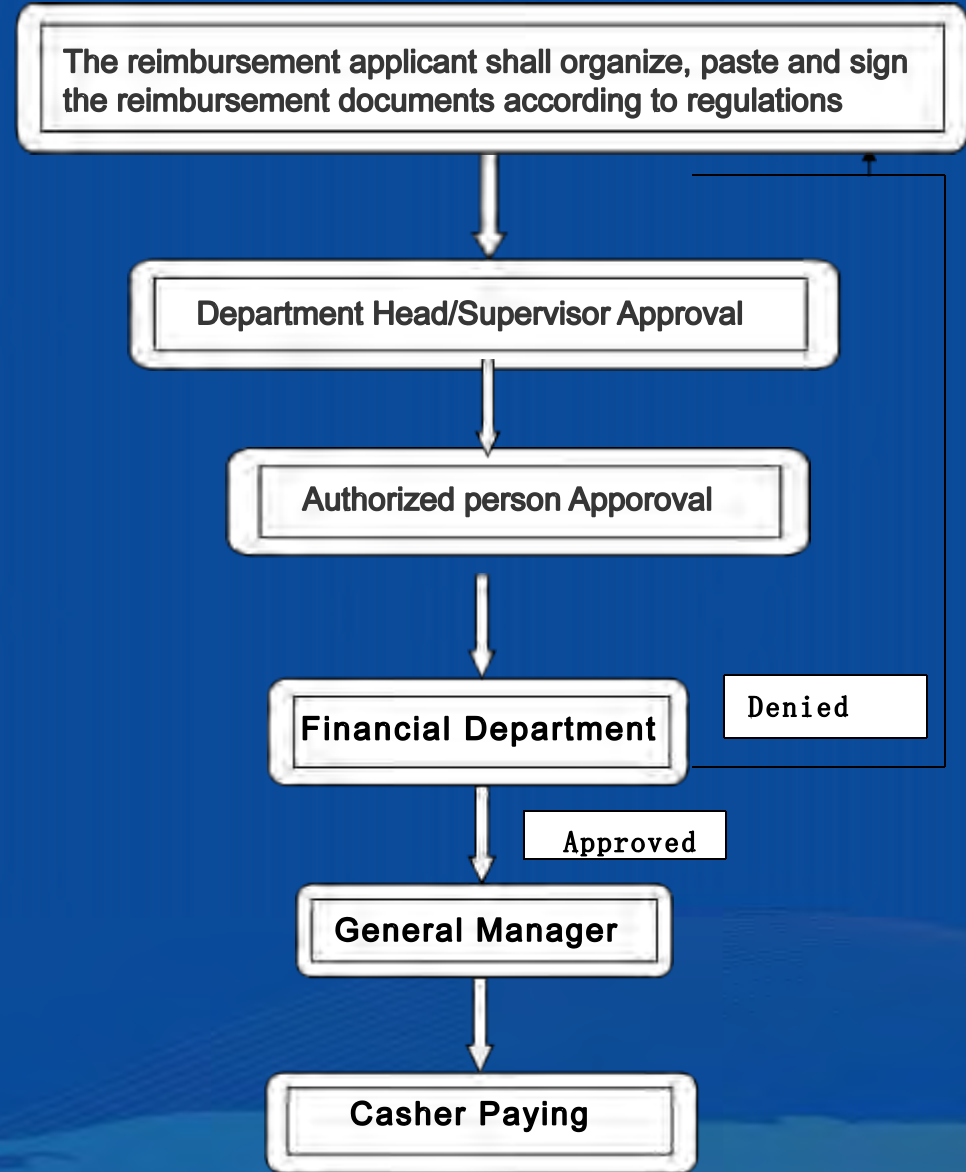 The reimbursement applicant shall organize, paste and sign
the reimbursement documents according to regulations
Department Head/Supervisor Approval
Authorized person Apporoval
Financial Department
Denied
Approved
General Manager
Casher Paying